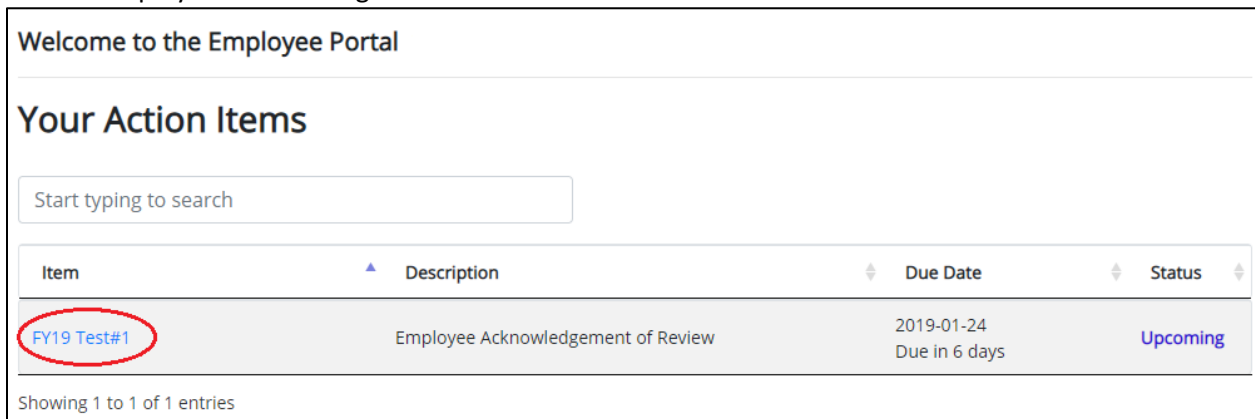 Welcome to the Employee Portal
Your Action Items
Start typing to search
Item Description Due Date Status
FY19 Test#1 Employee Acknowledgement of Review 2019-01-24 Upcoming
Due in 6 days
Showing 1 to 1 of 1 entries